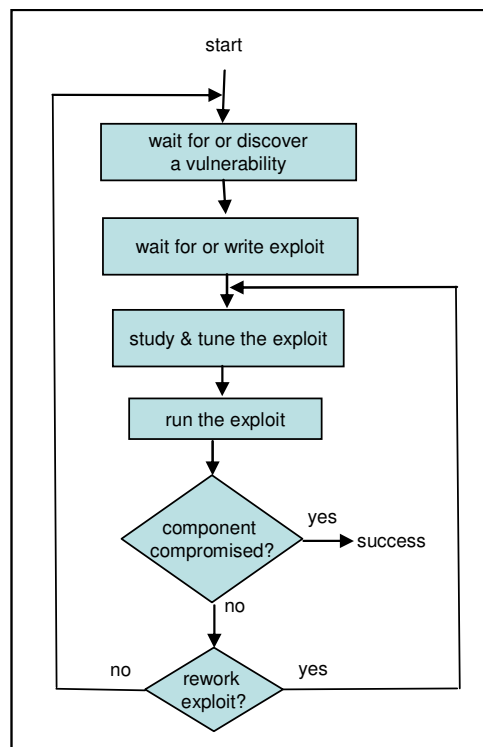 start
wait for or discover
a vulnerability
wait for or write exploit
study & tune the exploit
run the exploit
component
compromised?
yes
success
no
rework
exploit?
no
yes